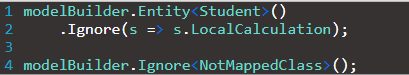 1 modelBuilder.Entity<Student>()
2     .Ignore(s => s.LocalCalculation);
3
4 modelBuilder.Ignore<NotMappedClass>();